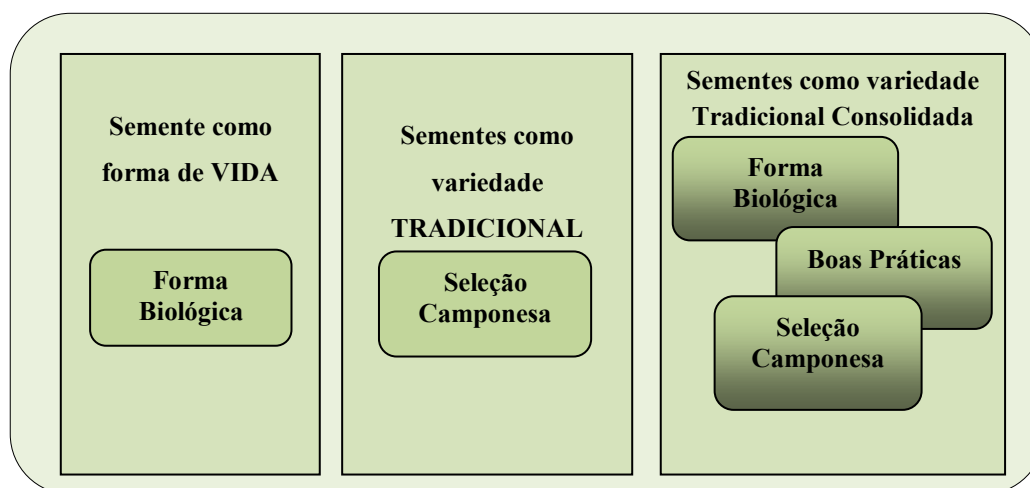 Semente como
forma de VIDA
Forma
Biológica
Sementes como
variedade
TRADICIONAL
Seleção
Camponesa
Sementes como variedade
Tradicional Consolidada
Forma
Biológica
Boas Práticas
Seleção
Camponesa